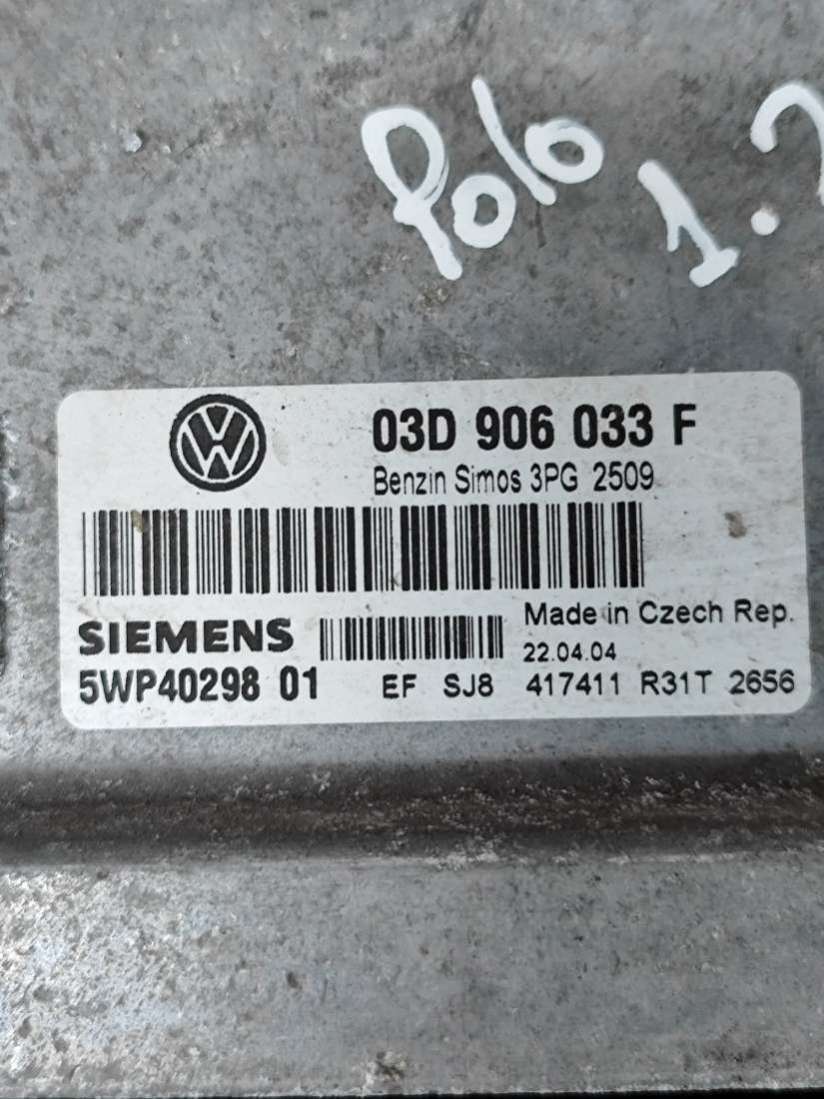 Polo
1.2
03D 906 033 F
Benzin Simos 3PG 2509
SIEMENS
Made in Czech Rep.
22.04.04
5WP40298 01 EF SJ8 417411 R31T 2656